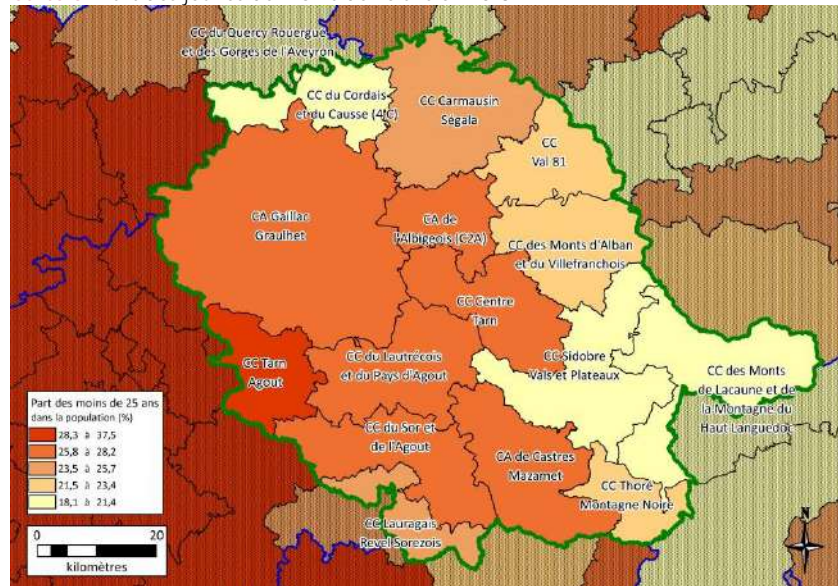 CC du Quercy Rouergue
et des Gorges de l'Aveyron
CC du Cordais
et du Causse (4 C)
CC Carmausin
Ségala
CC
Val 81
CA Gaillac
Graulhet
CA de
l'Albigeois (C2A)
CC des Monts d'Alban
et du Villefranchois
CC Centre
Tarn
CC Tarn
Agout
CC du Lautrécois
et du Pays d'Agout
CC Sidobre
Vals et Plateaux
CC des Monts
de Lacaune et de
la Montagne du
Haut Languedoc
CC du Sor et
de l'Agout
CA de Castres
Mazamet
CC Thoré
Montagne Noire
CC Lauragais
Revel Sorezois
Part des moins de 25 ans
dans la population (%)
28,3 à 37,5
25,8 à 28,2
23,5 à 25,7
21,5 à 23,4
18,1 à 21,4
0 20
kilomètres
N